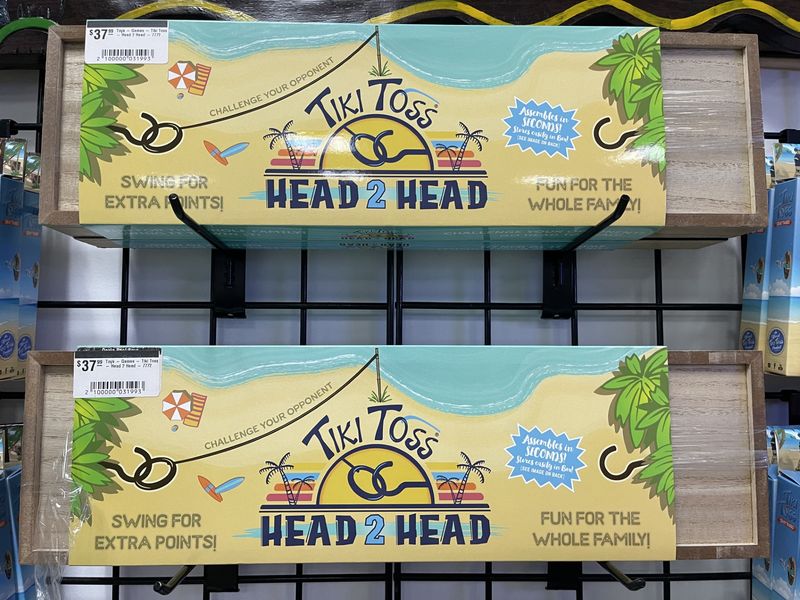 $37.99 Toys - Games - Tiki Toss
- Head 2 Head - 7777
2 100000 031993
CHALLENGE YOUR OPPONENT
TIKI TOSS
HEAD 2 HEAD
SWING FOR
EXTRA POINTS!
Assembles in
SECONDS!
Stores easily in Box!
(SEE IMAGE ON BACK)
FUN FOR THE
WHOLE FAMILY!
$37.99 Toys - Games - Tiki Toss
- Head 2 Head - 7777
2 100000 031993
CHALLENGE YOUR OPPONENT
TIKI TOSS
HEAD 2 HEAD
SWING FOR
EXTRA POINTS!
Assembles in
SECONDS!
Stores easily in Box!
(SEE IMAGE ON BACK)
FUN FOR THE
WHOLE FAMILY!